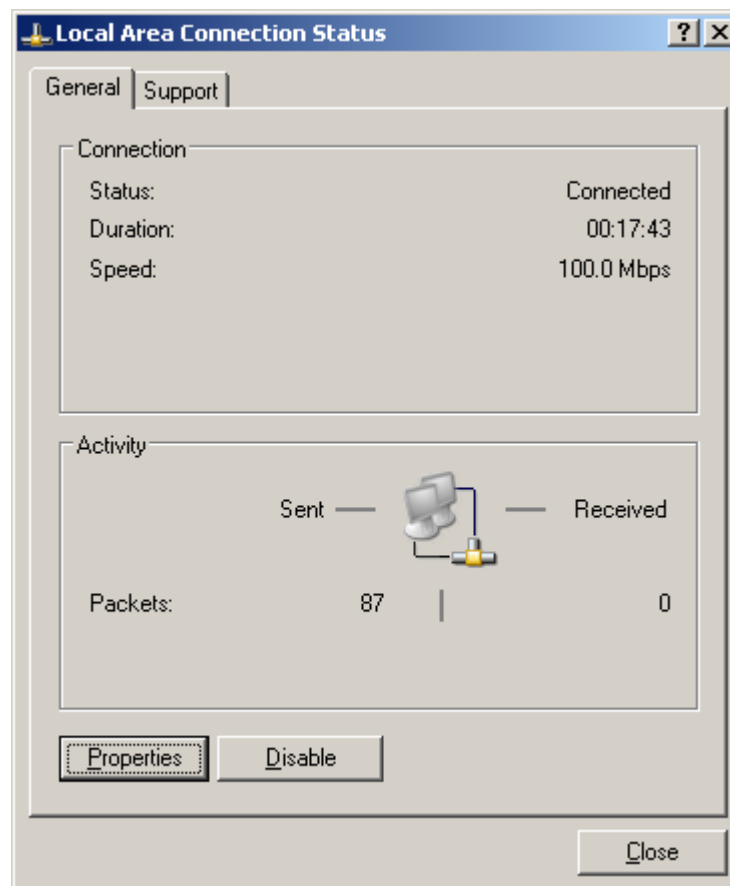 Local Area Connection Status
General Support
Connection
Status: Connected
Duration: 00:17:43
Speed: 100.0 Mbps
Activity
Sent Received
Packets: 87 0
Properties Disable
Close